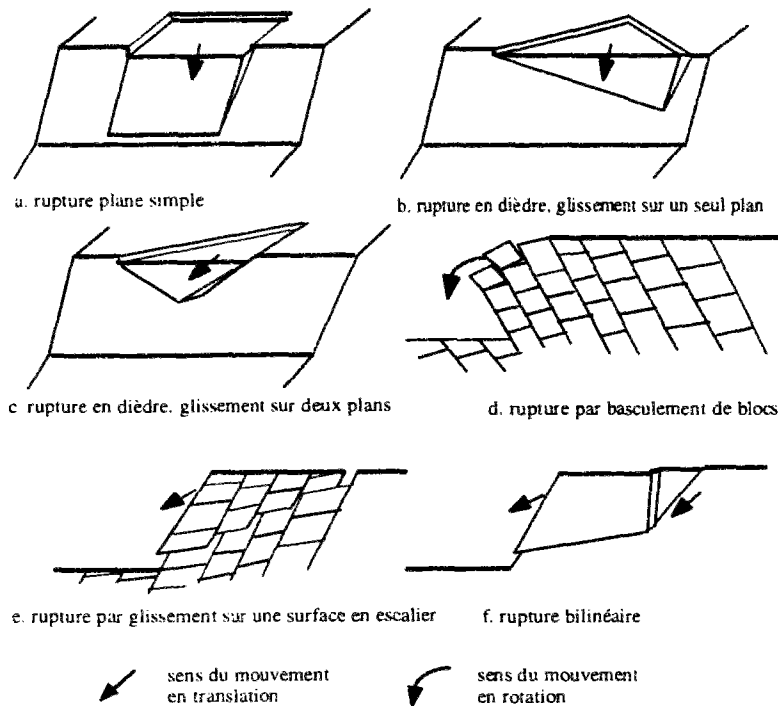 a. rupture plane simple
b. rupture en dièdre, glissement sur un seul plan
c rupture en dièdre. glissement sur deux plans
d. rupture par basculement de blocs
e. rupture par glissement sur une surface en escalier
f. rupture bilinéaire
sens du mouvement
en translation
sens du mouvement
en rotation